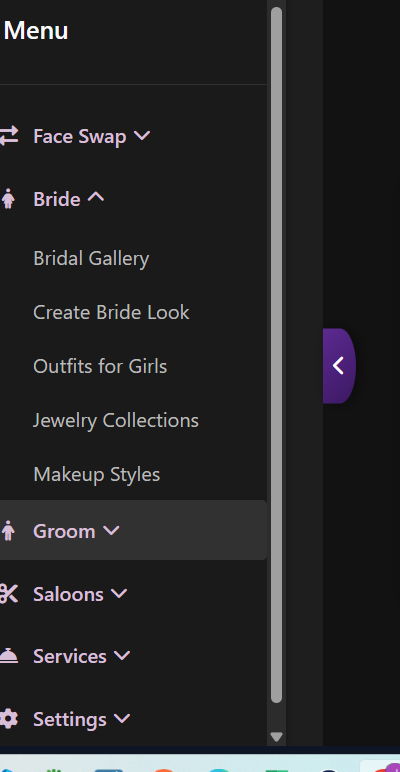 Menu
Face Swap
Bride
Bridal Gallery
Create Bride Look
Outfits for Girls
Jewelry Collections
Makeup Styles
Groom
Saloons
Services
Settings